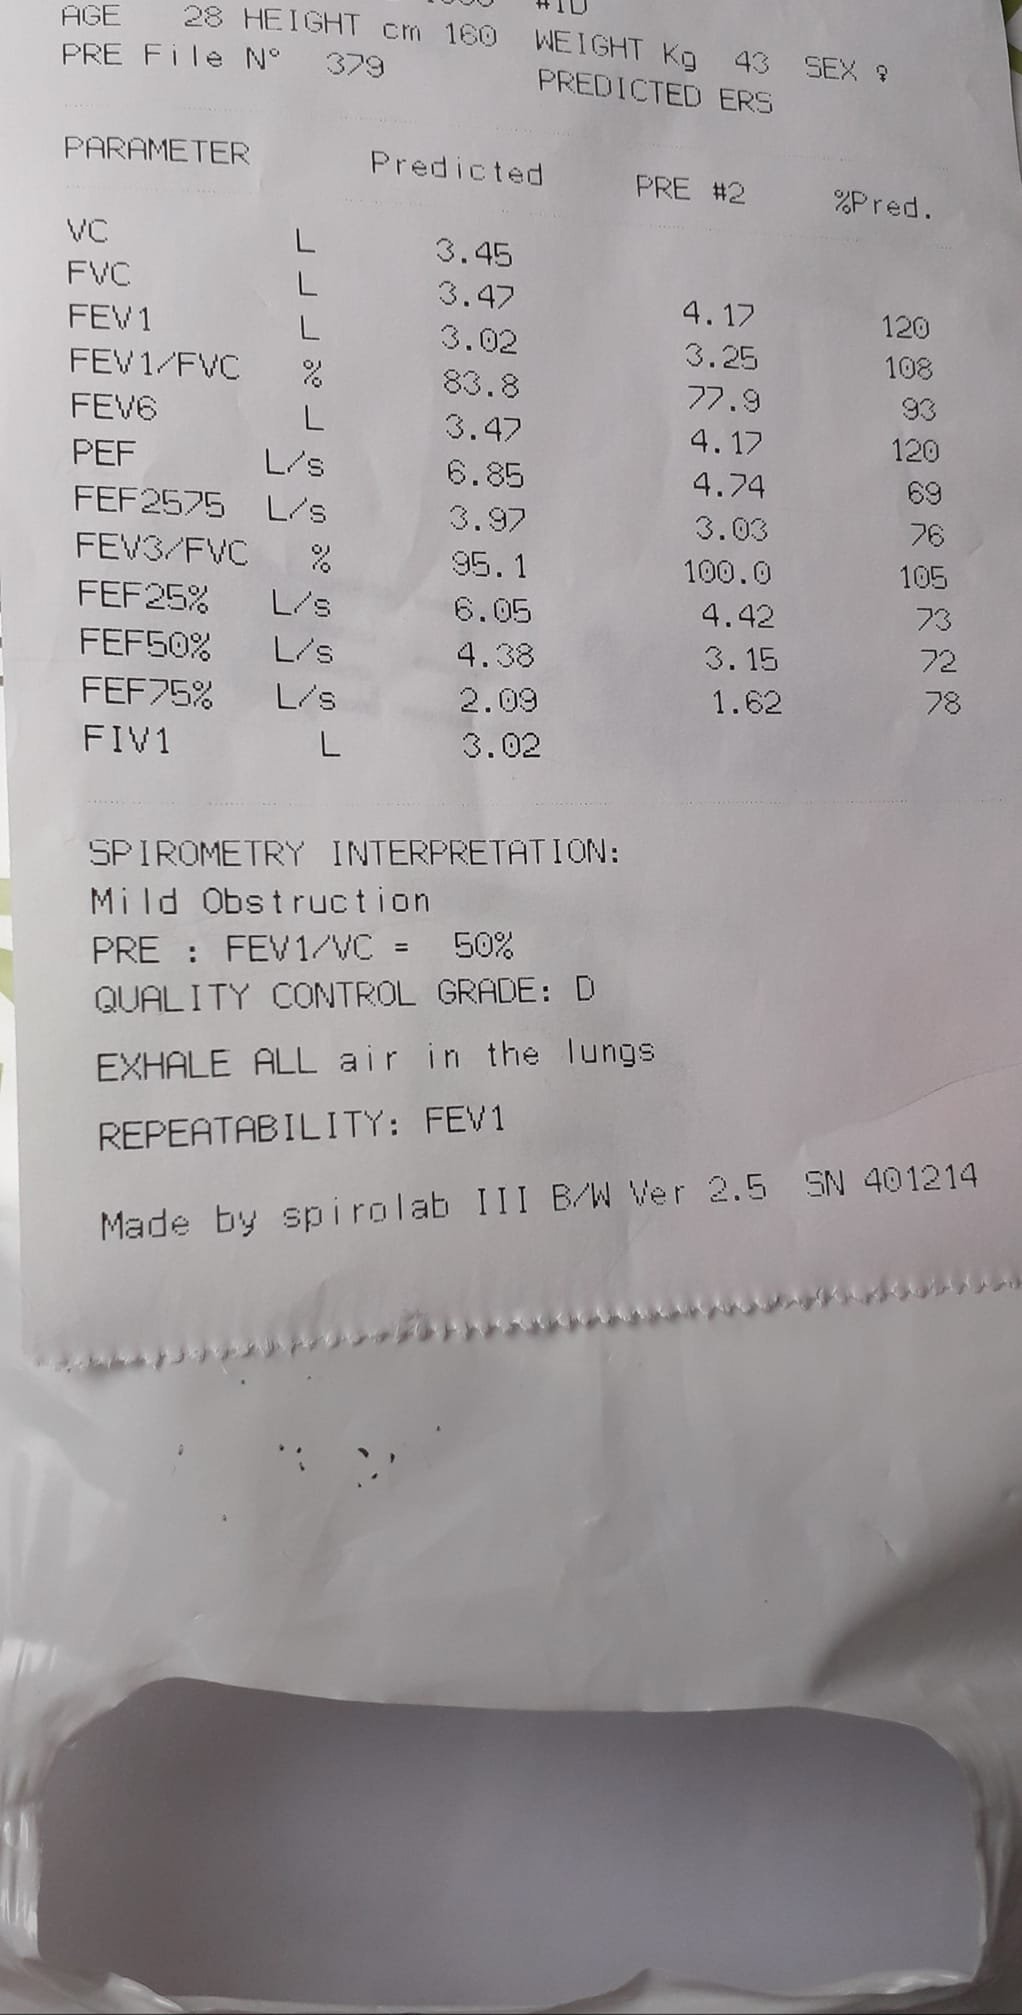 #ID
AGE 28 HEIGHT cm 160 WEIGHT Kg 43 SEX ♀
PRE File N° 379 PREDICTED ERS
PARAMETER Predicted PRE #2 %Pred.
VC L 3.45
FVC L 3.47 4.17 120
FEV1 L 3.02 3.25 108
FEV1/FVC % 83.8 77.9 93
FEV6 L 3.47 4.17 120
PEF L/s 6.85 4.74 69
FEF2575 L/s 3.97 3.03 76
FEV3/FVC % 95.1 100.0 105
FEF25% L/s 6.05 4.42 73
FEF50% L/s 4.38 3.15 72
FEF75% L/s 2.09 1.62 78
FIV1 L 3.02
SPIROMETRY INTERPRETATION:
Mild Obstruction
PRE : FEV1/VC = 50%
QUALITY CONTROL GRADE: D
EXHALE ALL air in the lungs
REPEATABILITY: FEV1
Made by spirolab III B/W Ver 2.5 SN 401214